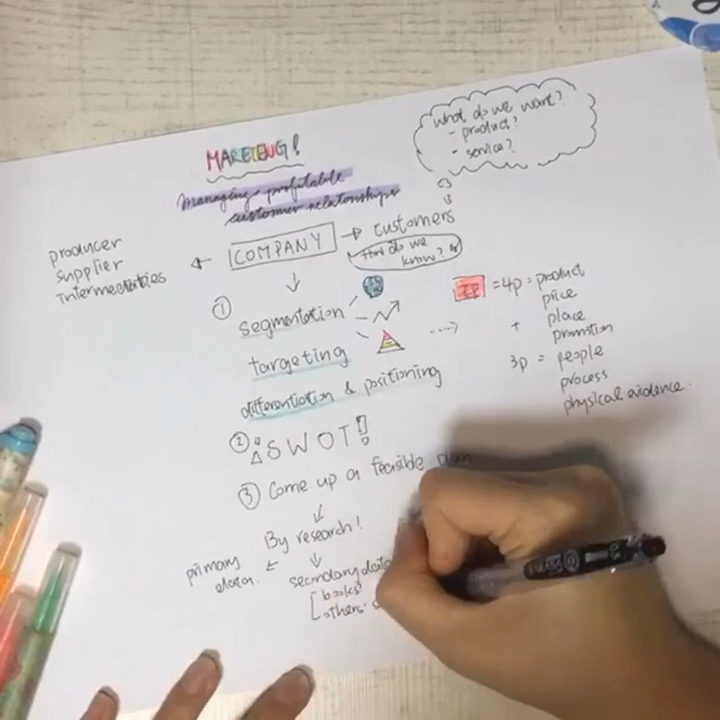 what do we want?
- product?
- service?
MARETENG!
managing profitable
customer relationships
customers
COMPANY
How do we
know?
producer
supplier
intermediaries
①
segmentation
7p = 4p = product
price
place
+ promotion
3p = people
process
physical evidence.
targeting
differentiation & positioning
② SWOT!
③ Come up a feasible plan
By research!
primary
data.
secondary data
books
others'